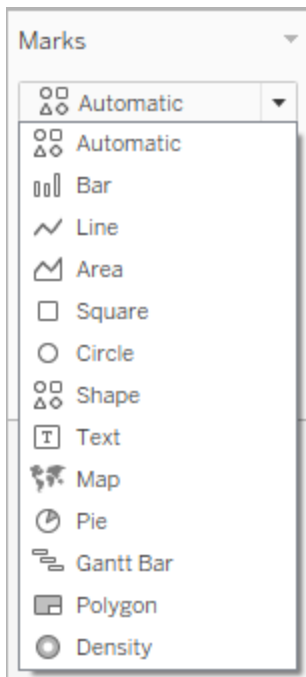 Marks
Automatic
Automatic
Bar
Line
Area
Square
Circle
Shape
T Text
Map
Pie
Gantt Bar
Polygon
Density